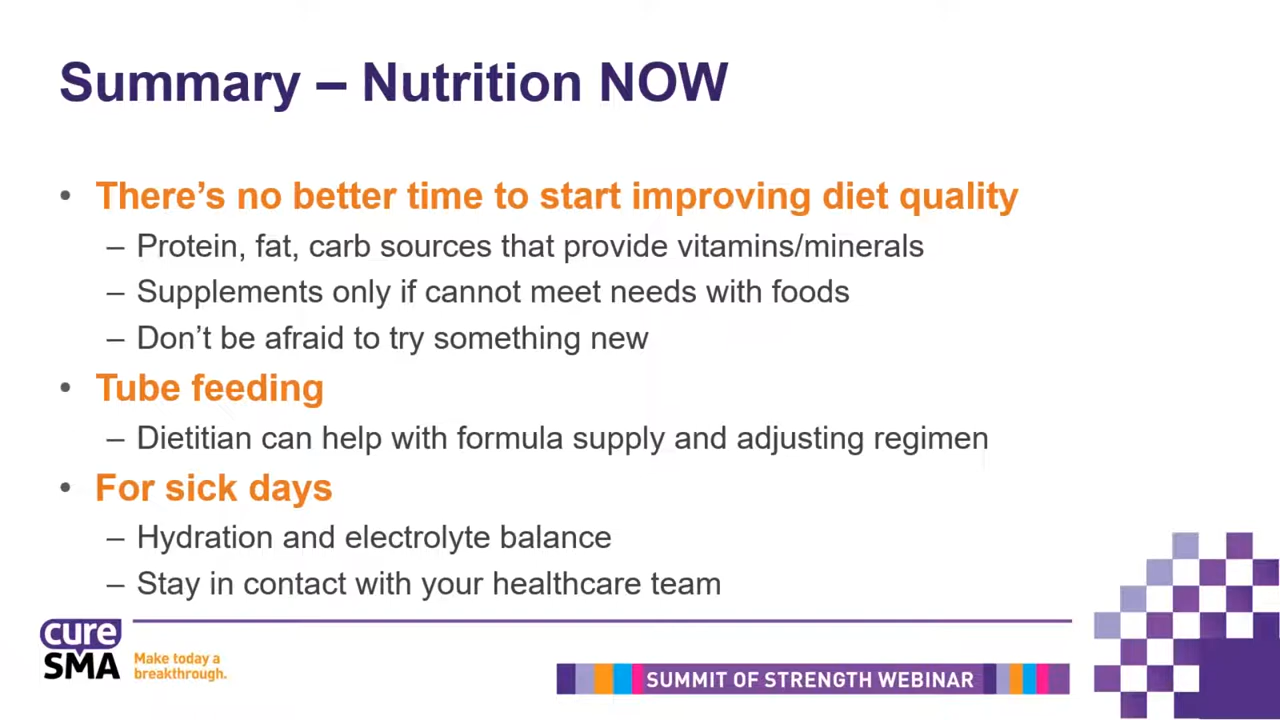 Summary – Nutrition NOW
• There’s no better time to start improving diet quality
– Protein, fat, carb sources that provide vitamins/minerals
– Supplements only if cannot meet needs with foods
– Don’t be afraid to try something new
• Tube feeding
– Dietitian can help with formula supply and adjusting regimen
• For sick days
– Hydration and electrolyte balance
– Stay in contact with your healthcare team
cure
SMA
Make today a
breakthrough.
SUMMIT OF STRENGTH WEBINAR